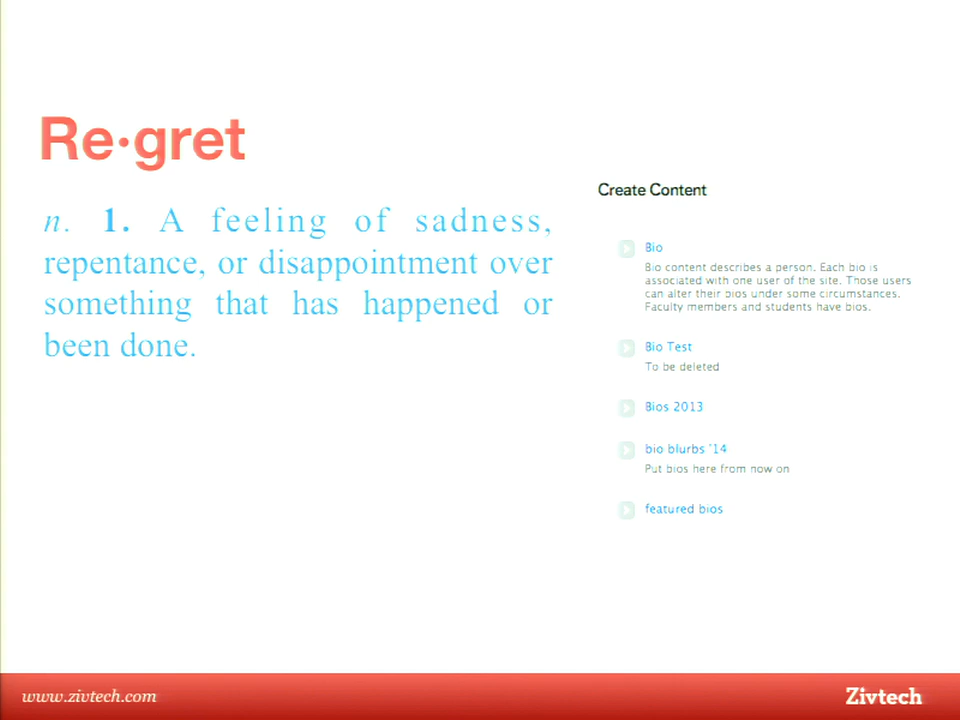 Re·gret
n. 1. A feeling of sadness,
repentance, or disappointment over
something that has happened or
been done.
Create Content
Bio
Bio content describes a person. Each bio is
associated with one user of the site. Those users
can alter their bios under some circumstances.
Faculty members and students have bios.
Bio Test
To be deleted
Bios 2013
bio blurbs '14
Put bios here from now on
featured bios
www.zivtech.com
Zivtech